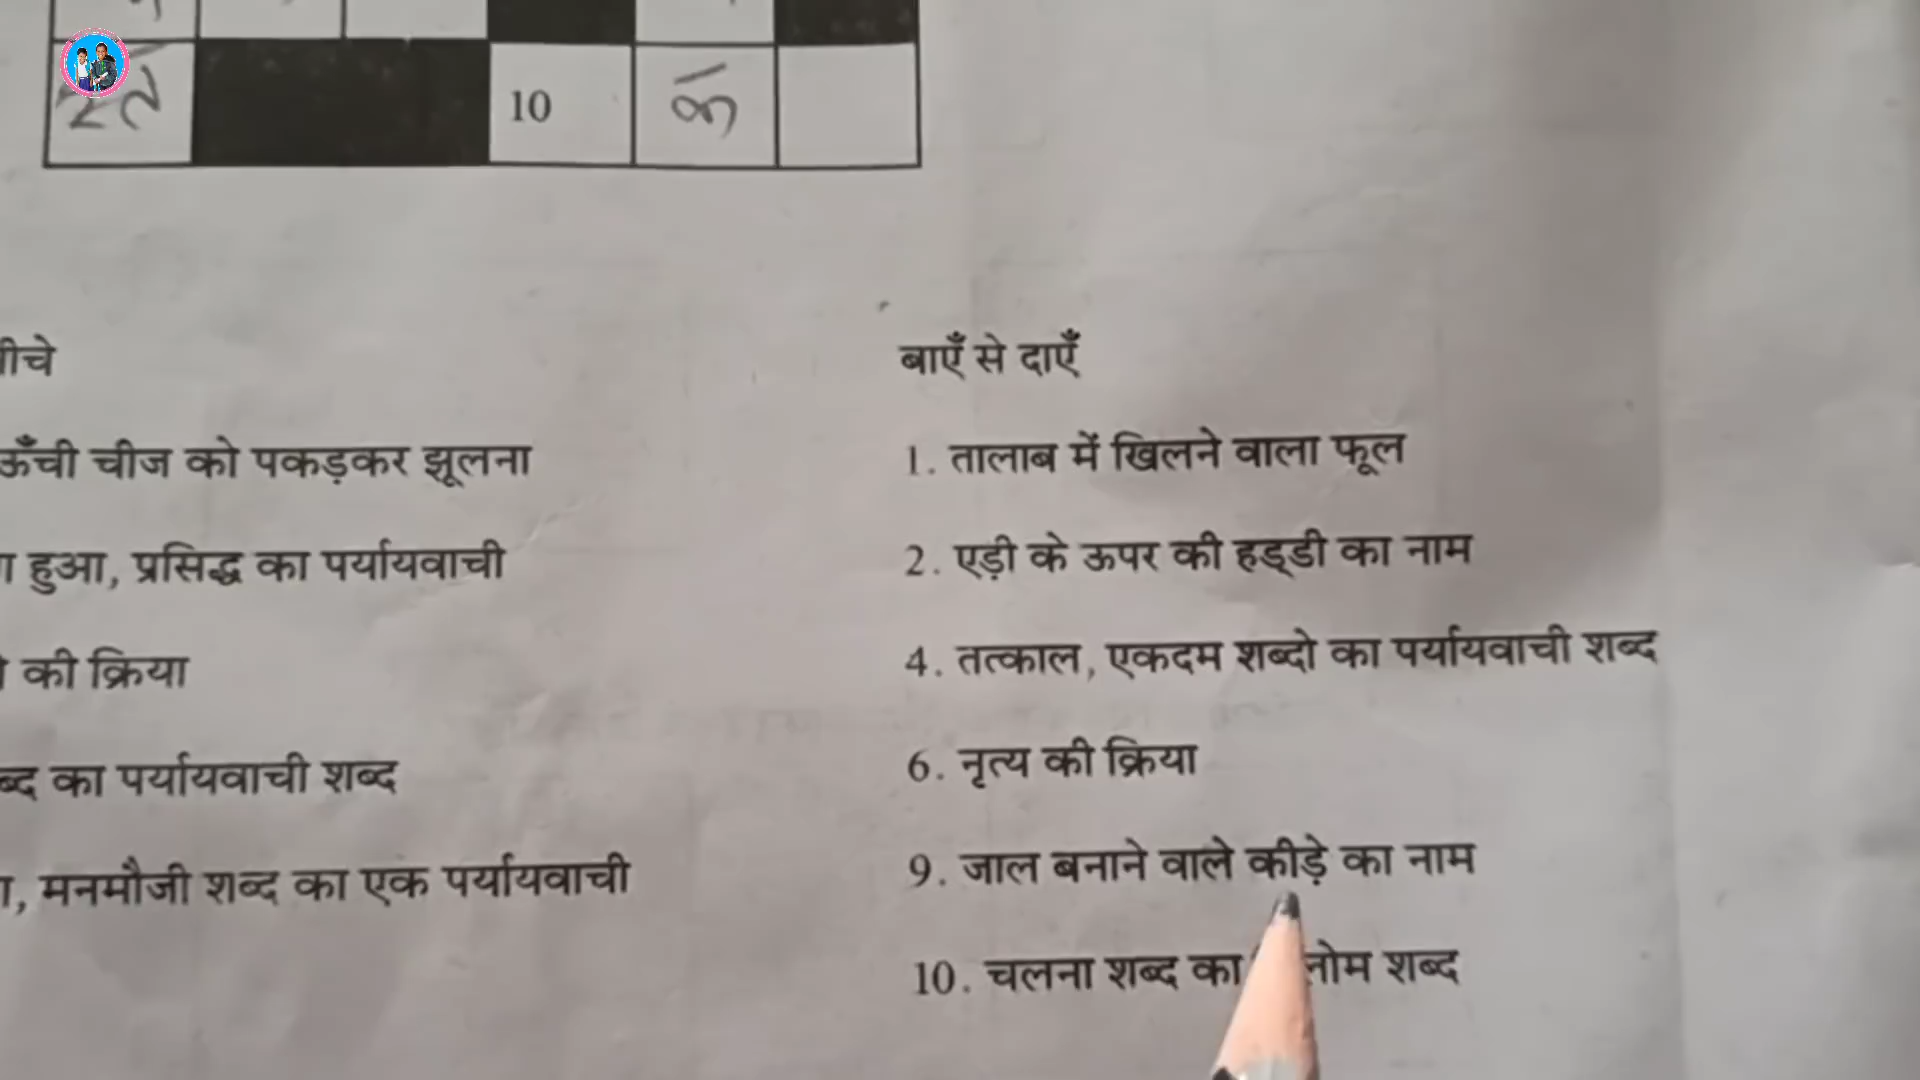 10
ीचे
ऊँची चीज को पकड़कर झूलना
ा हुआ, प्रसिद्ध का पर्यायवाची
की क्रिया
ब्द का पर्यायवाची शब्द
ा, मनमौजी शब्द का एक पर्यायवाची
बाएँ से दाएँ
1. तालाब में खिलने वाला फूल
2. एड़ी के ऊपर की हड्डी का नाम
4. तत्काल, एकदम शब्दो का पर्यायवाची शब्द
6. नृत्य की क्रिया
9. जाल बनाने वाले कीड़े का नाम
10. चलना शब्द का लोम शब्द